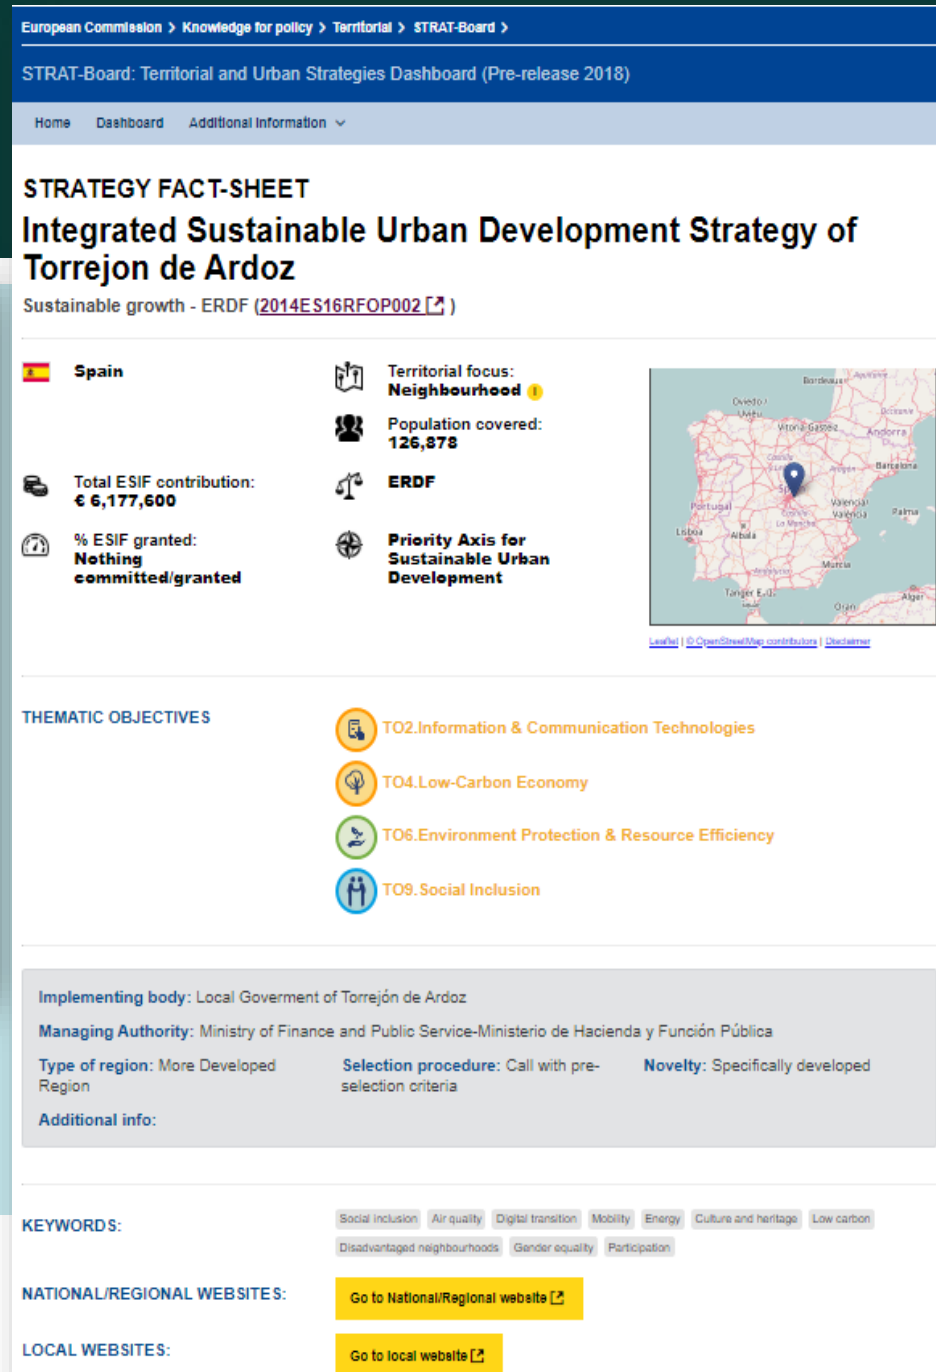 European Commission > Knowledge for policy > Territorial > STRAT-Board >
STRAT-Board: Territorial and Urban Strategies Dashboard (Pre-release 2018)
Home Dashboard Additional Information
STRATEGY FACT-SHEET
Integrated Sustainable Urban Development Strategy of
Torrejon de Ardoz
Sustainable growth - ERDF (2014ES16RFOP002)
Spain
Territorial focus:
Neighbourhood
Population covered:
126,878
Total ESIF contribution:
€ 6,177,600
ERDF
% ESIF granted:
Nothing
committed/granted
Priority Axis for
Sustainable Urban
Development
Bordeaux
Oviedo /
Uviéu
Vitoria-Gasteiz
Occitanie
Andorra
Barcelona
Aragón
Portugal
Valencia/
València
Palma
Lisboa
Murcia
Tanger
Oran
Alger
Leaflet | © OpenStreetMap contributors | Disclaimer
THEMATIC OBJECTIVES
TO2.Information & Communication Technologies
TO4.Low-Carbon Economy
TO6.Environment Protection & Resource Efficiency
TO9.Social Inclusion
Implementing body: Local Goverment of Torrejón de Ardoz
Managing Authority: Ministry of Finance and Public Service-Ministerio de Hacienda y Función Pública
Type of region: More Developed
Region
Selection procedure: Call with pre-
selection criteria
Novelty: Specifically developed
Additional info:
KEYWORDS:
Social inclusion Air quality Digital transition Mobility Energy Culture and heritage Low carbon
Disadvantaged neighbourhoods Gender equality Participation
NATIONAL/REGIONAL WEBSITES:
Go to National/Regional website
LOCAL WEBSITES:
Go to local website